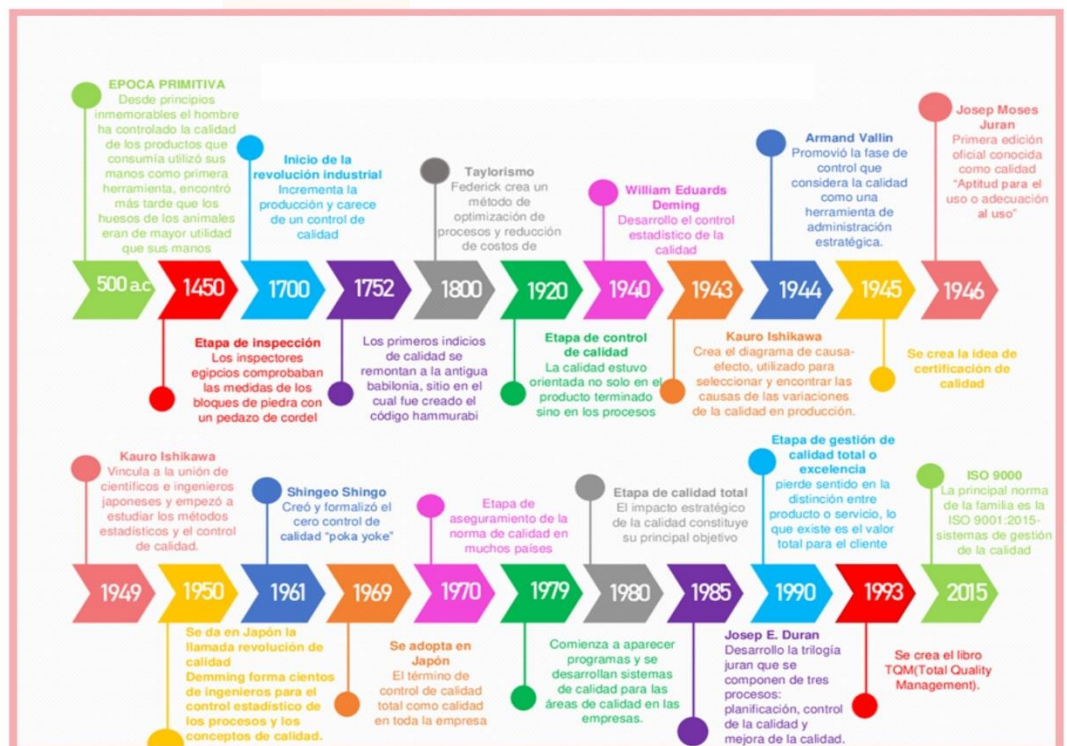 EPOCA PRIMITIVA
Desde principios
inmemorables el hombre
ha controlado la calidad
de los productos que
consumía utilizó sus
manos como primera
herramienta, encontró
más tarde que los
huesos de los animales
eran de mayor utilidad
que sus manos
Inicio de la
revolución industrial
Incrementa la
producción y carece
de un control de
calidad
Taylorismo
Federick crea un
método de
optimización de
procesos y reducción
de costos de
William Eduards
Deming
Desarrollo el control
estadístico de la
calidad
Armand Vallin
Promovió la fase de
control que
considera la calidad
como una
herramienta de
administración
estratégica.
Josep Moses
Juran
Primera edición
oficial conocida
como calidad
"Aptitud para el
uso o adecuación
al uso"
500 a.c
1450
1700
1752
1800
1920
1940
1943
1944
1945
1946
Etapa de inspección
Los inspectores
egipcios comprobaban
las medidas de los
bloques de piedra con
un pedazo de cordel
Los primeros indicios
de calidad se
remontan a la antigua
babilonia, sitio en el
cual fue creado el
código hammurabi
Etapa de control
de calidad
La calidad estuvo
orientada no solo en el
producto terminado
sino en los procesos
Kauro Ishikawa
Crea el diagrama de causa-
efecto, utilizado para
seleccionar y encontrar las
causas de las variaciones
de la calidad en producción.
Se crea la idea de
certificación de
calidad
Kauro Ishikawa
Vincula a la unión de
científicos e ingenieros
japoneses y empezó a
estudiar los métodos
estadísticos y el control
de calidad.
Shingeo Shingo
Creó y formalizó el
cero control de
calidad "poka yoke"
Etapa de
aseguramiento de la
norma de calidad en
muchos países
Etapa de calidad total
El impacto estratégico
de la calidad constituye
su principal objetivo
Etapa de gestión de
calidad total o
excelencia
pierde sentido en la
distinción entre
producto o servicio, lo
que existe es el valor
total para el cliente
ISO 9000
La principal norma
de la familia es la
ISO 9001:2015-
sistemas de gestión
de la calidad
1949
1950
1961
1969
1970
1979
1980
1985
1990
1993
2015
Se da en Japón la
llamada revolución de
calidad
Demming forma cientos
de ingenieros para el
control estadístico de
los procesos y los
conceptos de calidad.
Se adopta en
Japón
El término de
control de calidad
total como calidad
en toda la empresa
Comienza a aparecer
programas y se
desarrollan sistemas
de calidad para las
áreas de calidad en las
empresas.
Josep E. Duran
Desarrollo la trilogía
juran que se
componen de tres
procesos:
planificación, control
de la calidad y
mejora de la calidad.
Se crea el libro
TQM(Total Quality
Management).